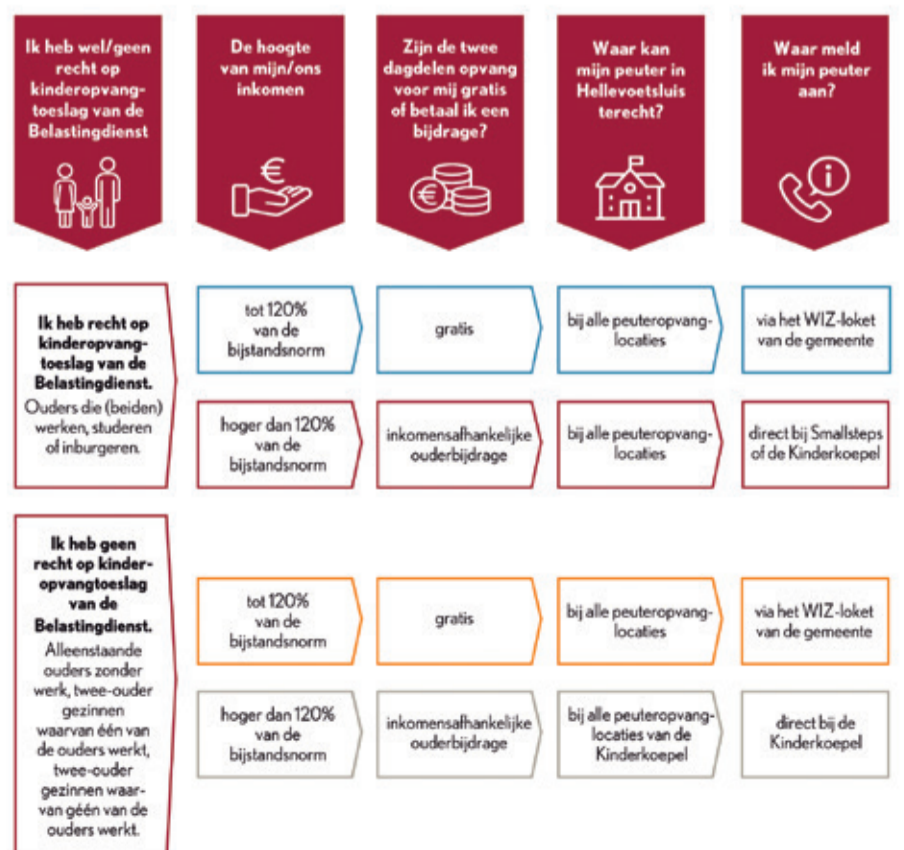 Ik heb wel/geen
recht op
kinderopvang-
toeslag van de
Belastingdienst
De hoogte
van mijn/ons
inkomen
Zijn de twee
dagdelen opvang
voor mij gratis
of betaal ik een
bijdrage?
Waar kan
mijn peuter in
Hellevoetsluis
terecht?
Waar meld
ik mijn peuter
aan?
€
€
i
Ik heb recht op
kinderopvang-
toeslag van de
Belastingdienst.
Ouders die (beiden)
werken, studeren
of inburgeren.
tot 120%
van de
bijstandsnorm
gratis
bij alle peuteropvang-
locaties
via het WIZ-loket
van de gemeente
hoger dan 120%
van de
bijstandsnorm
inkomensafhankelijke
ouderbijdrage
bij alle peuteropvang-
locaties
direct bij Smallsteps
of de Kinderkoepel
Ik heb geen
recht op kinder-
opvangtoeslag
van de
Belastingdienst.
Alleenstaande
ouders zonder
werk, twee-ouder
gezinnen
waarvan één van
de ouders werkt,
twee-ouder
gezinnen waar-
van géén van de
ouders werkt.
tot 120%
van de
bijstandsnorm
gratis
bij alle peuteropvang-
locaties
via het WIZ-loket
van de gemeente
hoger dan 120%
van de
bijstandsnorm
inkomensafhankelijke
ouderbijdrage
bij alle peuteropvang-
locaties van de
Kinderkoepel
direct bij de
Kinderkoepel